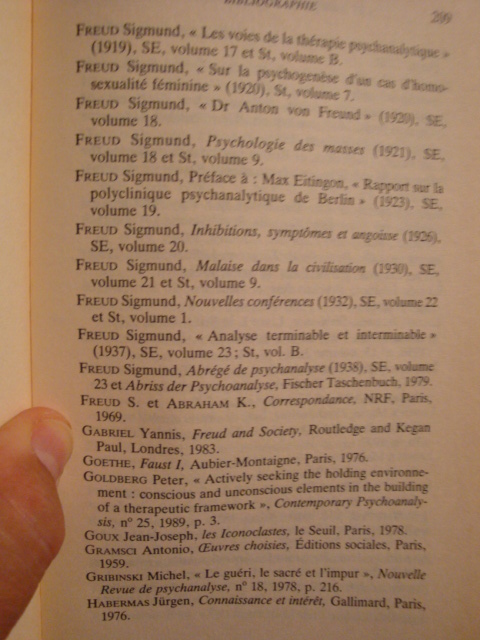 BIBLIOGRAPHIE 209
FREUD Sigmund, « Les voies de la thérapie psychanalytique »
(1919), SE, volume 17 et St, volume B.
FREUD Sigmund, « Sur la psychogenèse d'un cas d'homo-
sexualité féminine » (1920), St, volume 7.
FREUD Sigmund, « Dr Anton von Freund » (1920), SE,
volume 18.
FREUD Sigmund, Psychologie des masses (1921), SE,
volume 18 et St, volume 9.
FREUD Sigmund, Préface à : Max Eitingon, « Rapport sur la
polyclinique psychanalytique de Berlin » (1923), SE,
volume 19.
FREUD Sigmund, Inhibitions, symptômes et angoisse (1926),
SE, volume 20.
FREUD Sigmund, Malaise dans la civilisation (1930), SE,
volume 21 et St, volume 9.
FREUD Sigmund, Nouvelles conférences (1932), SE, volume 22
et St, volume 1.
FREUD Sigmund, « Analyse terminable et interminable »
(1937), SE, volume 23 ; St, vol. B.
FREUD Sigmund, Abrégé de psychanalyse (1938), SE, volume
23 et Abriss der Psychoanalyse, Fischer Taschenbuch, 1979.
FREUD S. et ABRAHAM K., Correspondance, NRF, Paris,
1969.
GABRIEL Yannis, Freud and Society, Routledge and Kegan
Paul, Londres, 1983.
GOETHE, Faust I, Aubier-Montaigne, Paris, 1976.
GOLDBERG Peter, « Actively seeking the holding environne-
ment : conscious and unconscious elements in the building
of a therapeutic framework », Contemporary Psychoanaly-
sis, n° 25, 1989, p. 3.
GOUX Jean-Joseph, les Iconoclastes, le Seuil, Paris, 1978.
GRAMSCI Antonio, Œuvres choisies, Éditions sociales, Paris,
1959.
GRIBINSKI Michel, « Le guéri, le sacré et l'impur », Nouvelle
Revue de psychanalyse, n° 18, 1978, p. 216.
HABERMAS Jürgen, Connaissance et intérêt, Gallimard, Paris,
1976.